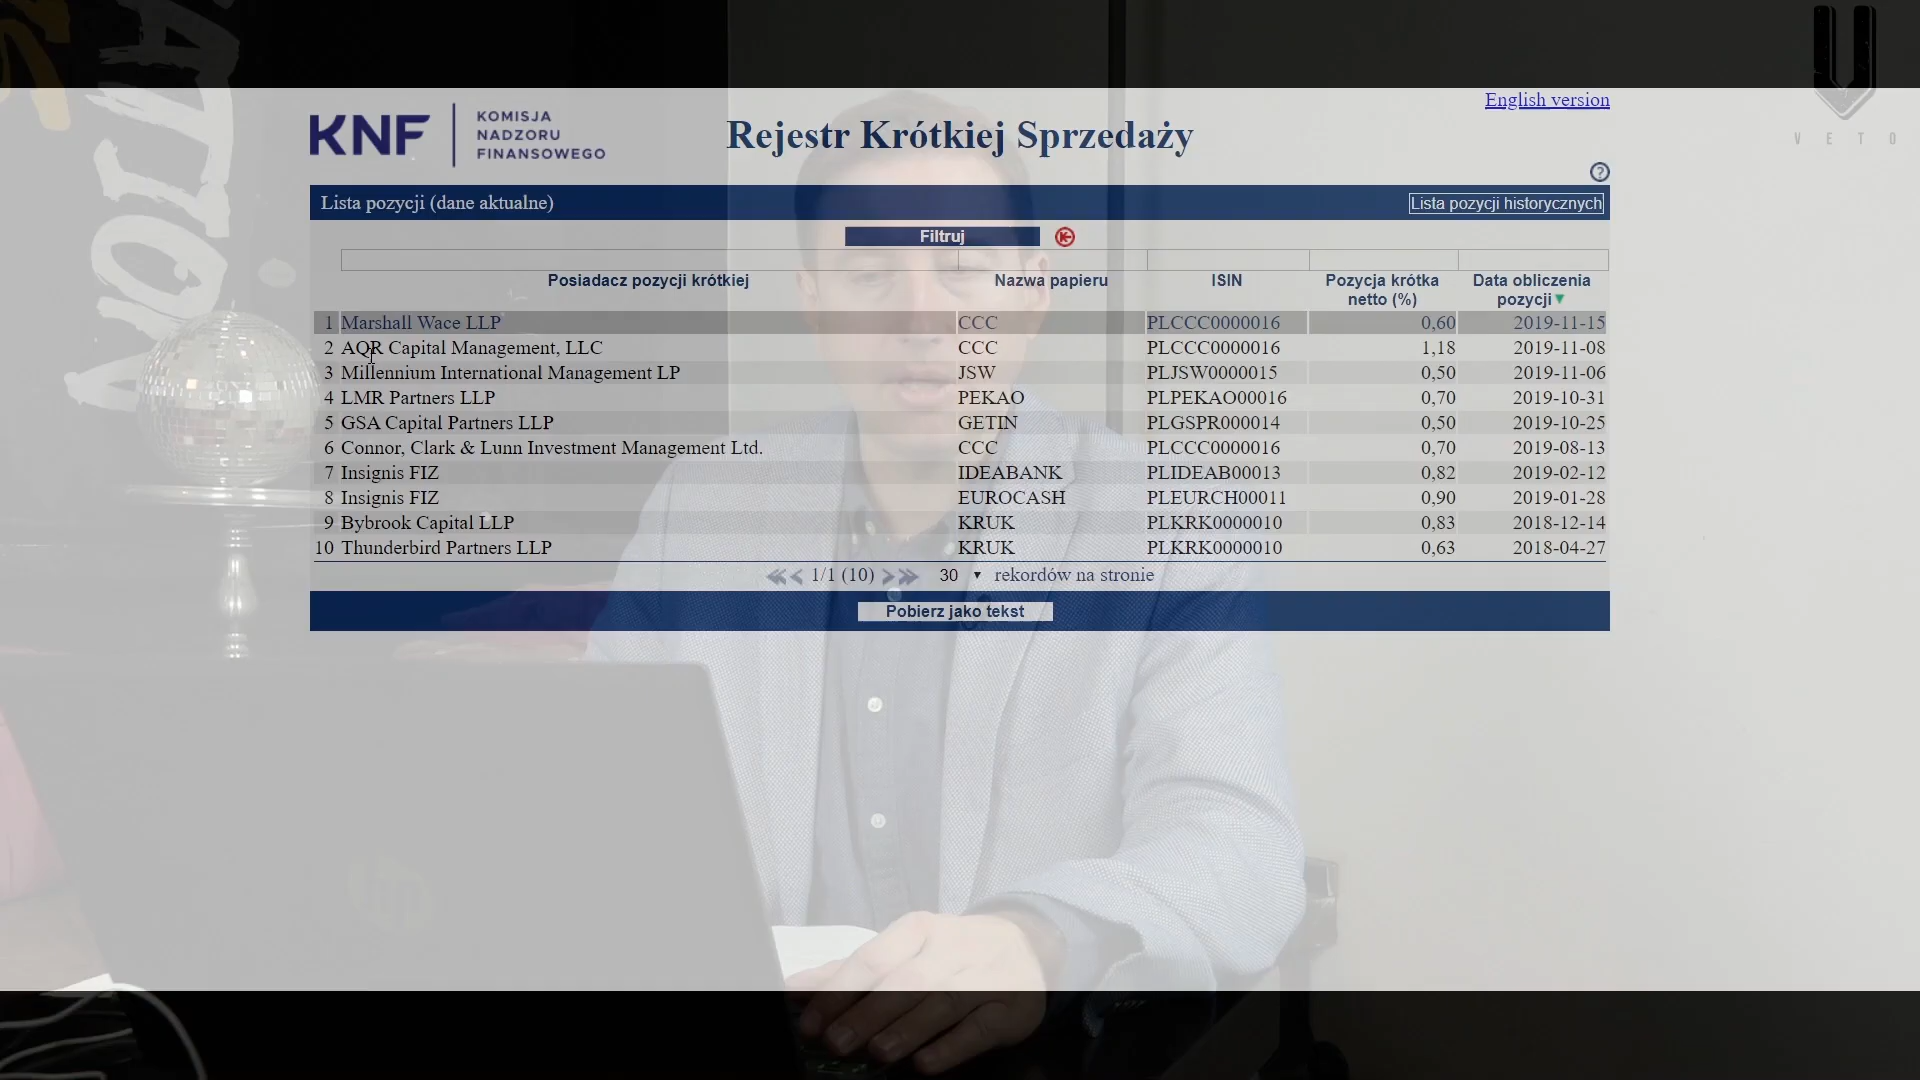 English version
KNF KOMISJA NADZORU FINANSOWEGO
Rejestr Krótkiej Sprzedaży
VETO
Lista pozycji (dane aktualne) Lista pozycji historycznych
Filtruj
Posiadacz pozycji krótkiej Nazwa papieru ISIN Pozycja krótka netto (%) Data obliczenia pozycji▼
1 Marshall Wace LLP CCC PLCCC0000016 0,60 2019-11-15
2 AQR Capital Management, LLC CCC PLCCC0000016 1,18 2019-11-08
3 Millennium International Management LP JSW PLJSW0000015 0,50 2019-11-06
4 LMR Partners LLP PEKAO PLPEKAO00016 0,70 2019-10-31
5 GSA Capital Partners LLP GETIN PLGSPR000014 0,50 2019-10-25
6 Connor, Clark & Lunn Investment Management Ltd. CCC PLCCC0000016 0,70 2019-08-13
7 Insignis FIZ IDEABANK PLIDEAB00013 0,82 2019-02-12
8 Insignis FIZ EUROCASH PLEURCH00011 0,90 2019-01-28
9 Bybrook Capital LLP KRUK PLKRK0000010 0,83 2018-12-14
10 Thunderbird Partners LLP KRUK PLKRK0000010 0,63 2018-04-27
1/1 (10) 30 ▼ rekordów na stronie
Pobierz jako tekst